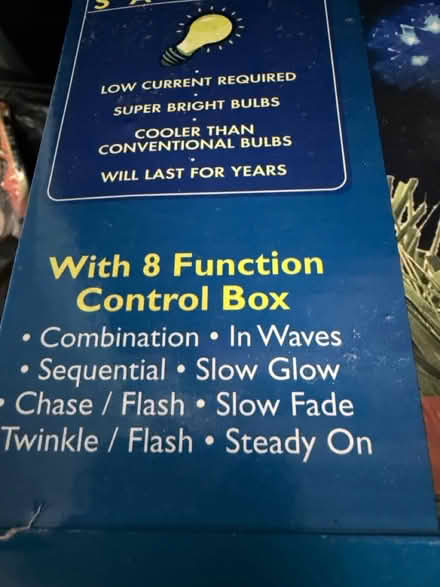 LOW CURRENT REQUIRED
•
SUPER BRIGHT BULBS
•
COOLER THAN
CONVENTIONAL BULBS
•
WILL LAST FOR YEARS
With 8 Function
Control Box
• Combination • In Waves
• Sequential • Slow Glow
• Chase / Flash • Slow Fade
Twinkle / Flash • Steady On